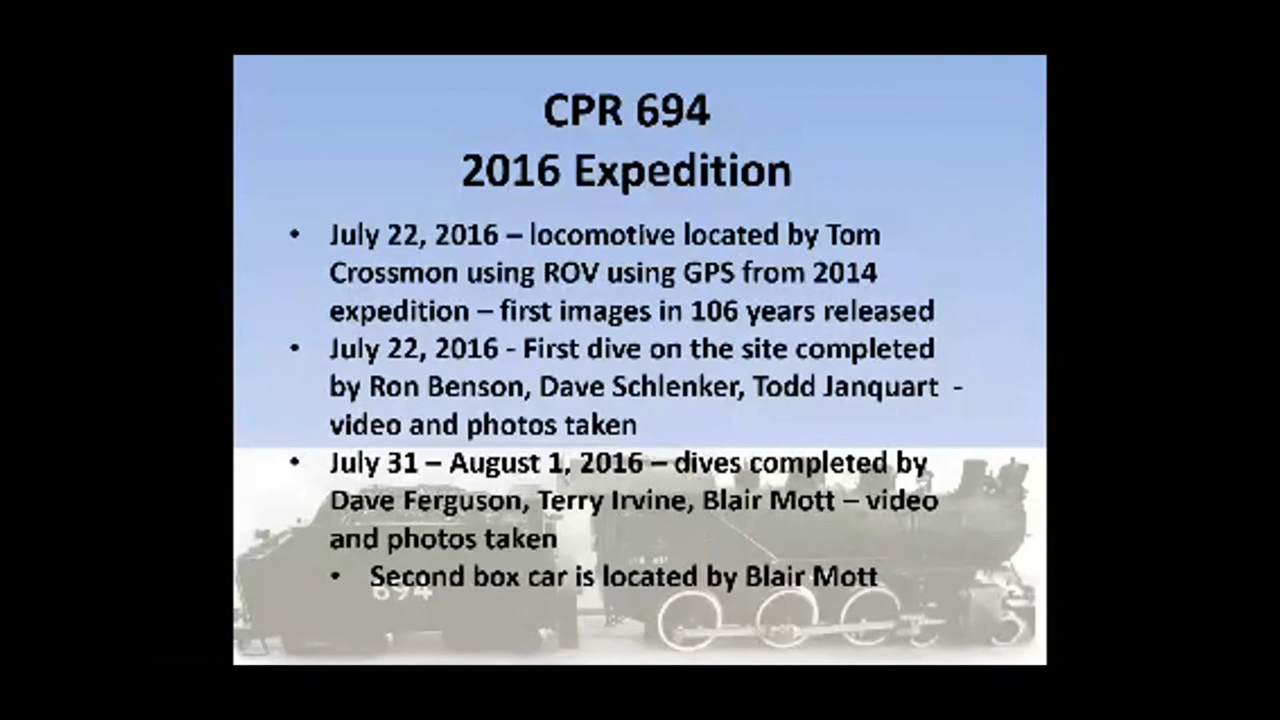 CPR 694
2016 Expedition
• July 22, 2016 – locomotive located by Tom
Crossmon using ROV using GPS from 2014
expedition – first images in 106 years released
• July 22, 2016 - First dive on the site completed
by Ron Benson, Dave Schlenker, Todd Janquart -
video and photos taken
• July 31 – August 1, 2016 – dives completed by
Dave Ferguson, Terry Irvine, Blair Mott – video
and photos taken
• Second box car is located by Blair Mott
694